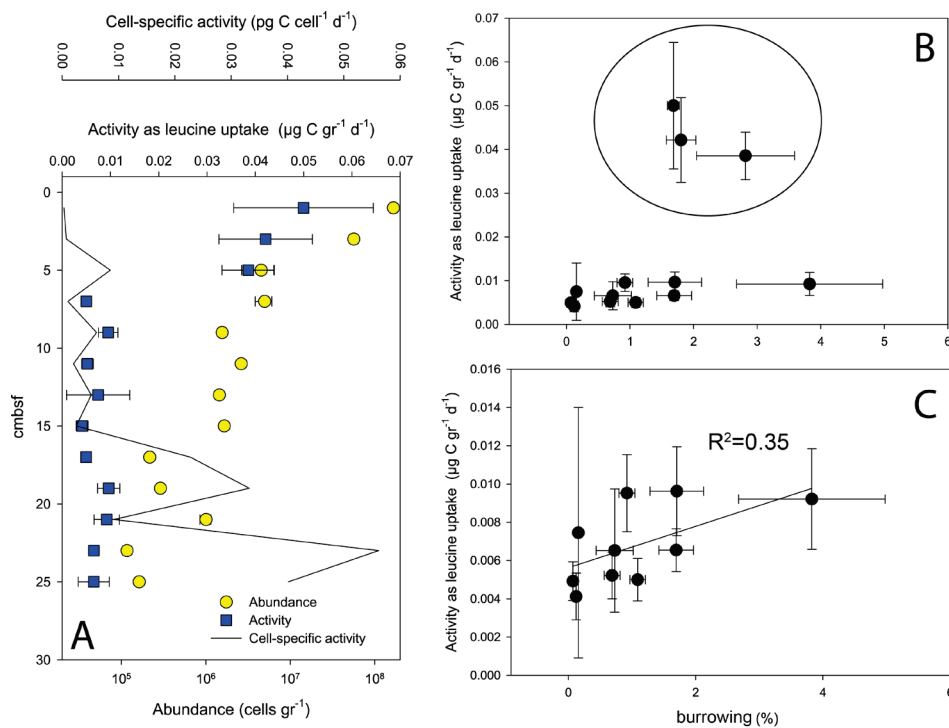 Cell-specific activity (pg C cell⁻¹ d⁻¹)
0.00 0.01 0.02 0.03 0.04 0.05 0.06
Activity as leucine uptake (µg C gr⁻¹ d⁻¹)
0.00 0.01 0.02 0.03 0.04 0.05 0.06 0.07
0
5
10
15
20
25
30
cmbsf
Abundance
Activity
Cell-specific activity
A
10⁵ 10⁶ 10⁷ 10⁸
Abundance (cells gr⁻¹)
B
Activity as leucine uptake (µg C gr⁻¹ d⁻¹)
0.07
0.06
0.05
0.04
0.03
0.02
0.01
0.00
0 1 2 3 4 5 6
C
R²=0.35
Activity as leucine uptake (µg C gr⁻¹ d⁻¹)
0.016
0.014
0.012
0.010
0.008
0.006
0.004
0.002
0.000
0 2 4 6
burrowing (%)